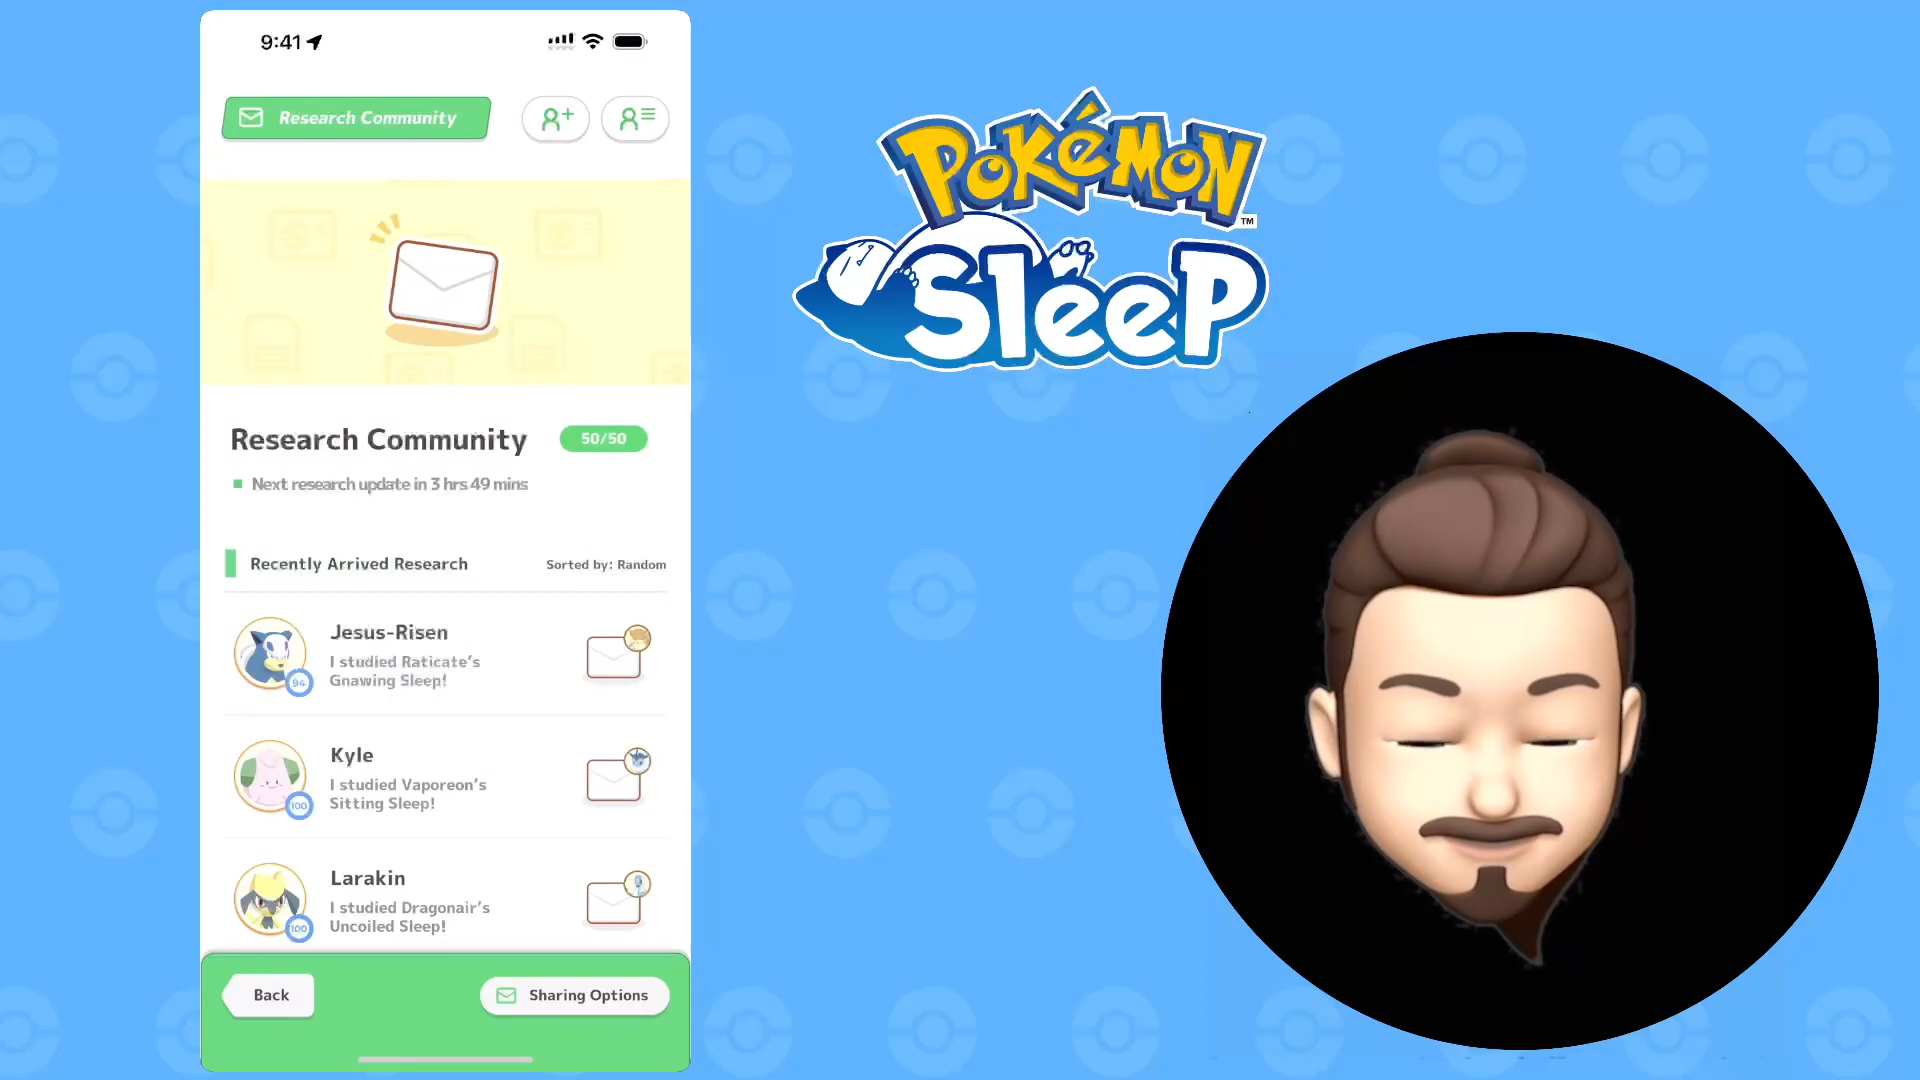 9:41
Research Community
POKéMON
TM
Sleep
Research Community 50/50
Next research update in 3 hrs 49 mins
Recently Arrived Research Sorted by: Random
Jesus-Risen
I studied Raticate's
Gnawing Sleep!
94
Kyle
I studied Vaporeon's
Sitting Sleep!
100
Larakin
I studied Dragonair's
Uncoiled Sleep!
100
Back
Sharing Options